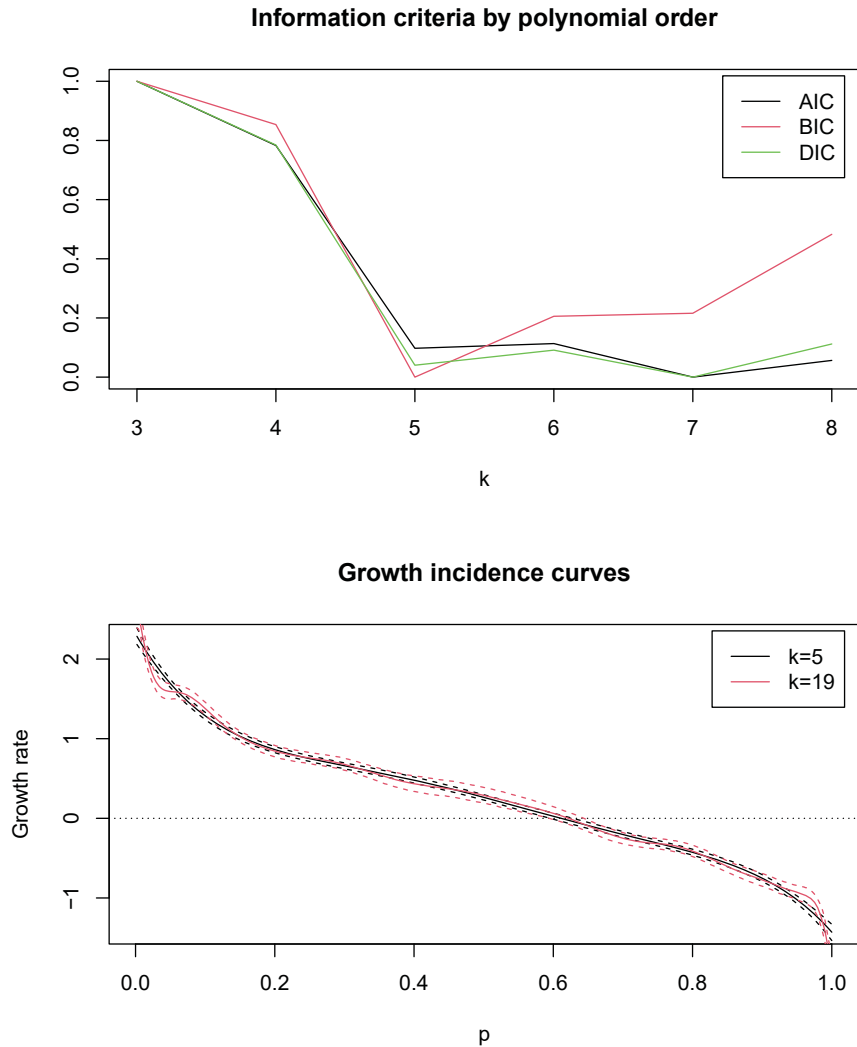 Information criteria by polynomial order
1.0
0.8
0.6
0.4
0.2
0.0
AIC
BIC
DIC
3 4 5 6 7 8
k
Growth incidence curves
Growth rate
2
1
0
−1
k=5
k=19
0.0 0.2 0.4 0.6 0.8 1.0
p